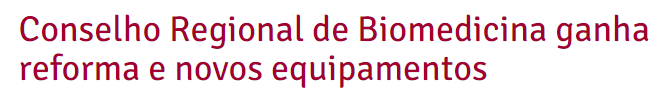 Conselho Regional de Biomedicina ganha
reforma e novos equipamentos